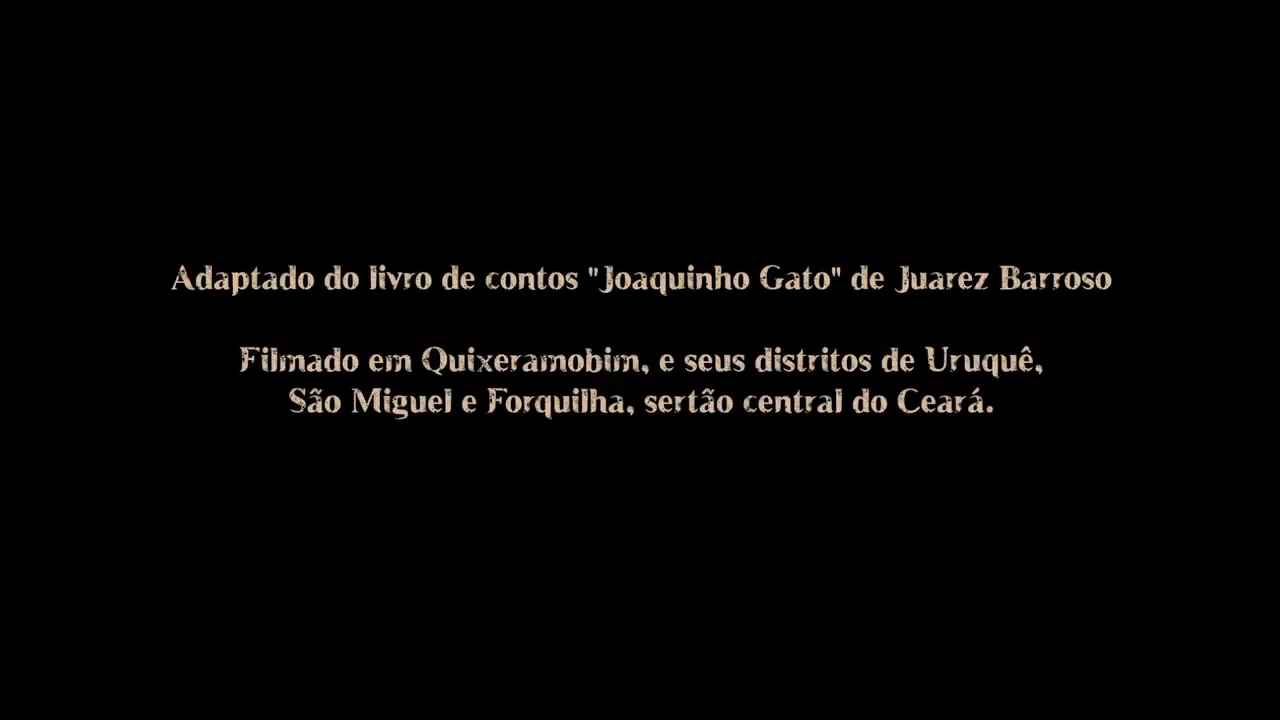 Adaptado do livro de contos "Joaquinho Gato" de Juarez Barroso
Filmado em Quixeramobim, e seus distritos de Uruquê,
São Miguel e Forquilha, sertão central do Ceará.